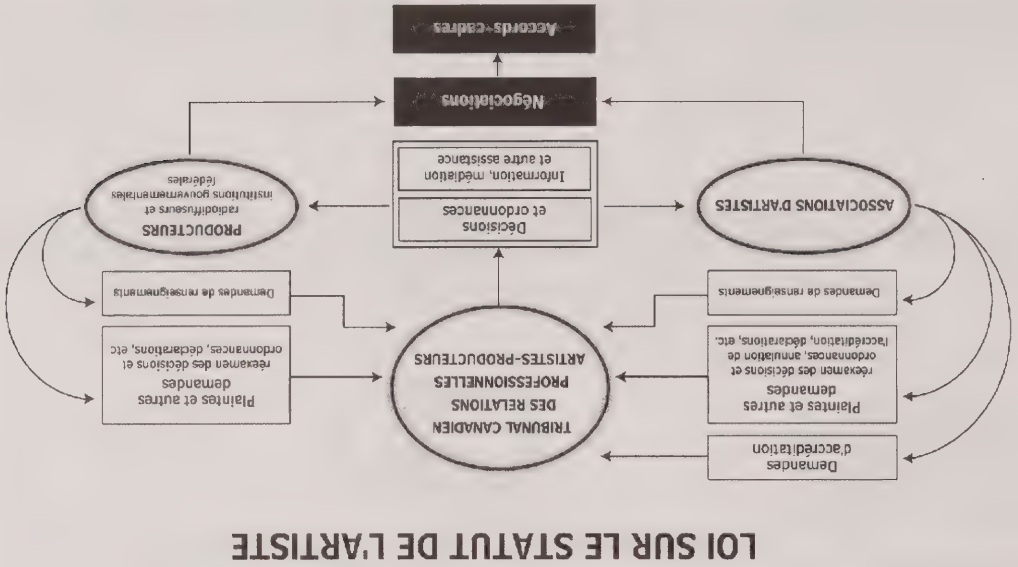 LOI SUR LE STATUT DE L'ARTISTE
Demandes
d'accréditation
Plaintes et autres
demandes
réexamen des décisions et
ordonnances, annulation de
l'accréditation, déclarations, etc.
Demandes de renseignements
TRIBUNAL CANADIEN
DES RELATIONS
PROFESSIONNELLES
ARTISTES-PRODUCTEURS
Plaintes et autres
demandes
réexamen des décisions et
ordonnances, déclarations, etc
Demandes de renseignements
ASSOCIATIONS D'ARTISTES
Décisions
et ordonnances
Information, médiation
et autre assistance
PRODUCTEURS
radiodiffuseurs et
institutions gouvernementales
fédérales
Négociations
Accords-cadres